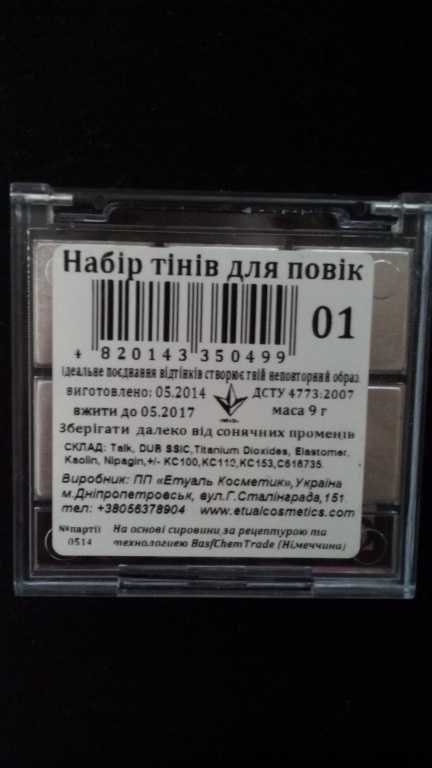 Набір тінів для повік
01
4 820143 350499
Ідеальне поєднання відтінків створює твій неповторний образ
виготовлено: 05.2014 ДСТУ 4773:2007
вжити до 05.2017 маса 9 г
Зберігати далеко від сонячних променів
СКЛАД: Talk, DUB SSIC, Titanium Dioxides, Elastomer,
Kaolin, Nipagin,+/- КС100,КС110,КС153,С616735.
Виробник: ПП «Етуаль Косметик»,Україна
м.Дніпропетровськ, вул.Г.Сталінграда,151
тел: +38056378904 www.etualcosmetics.com
№партії На основі сировини за рецептурою та
0514 технологиею BasfChemTrade (Німеччина)